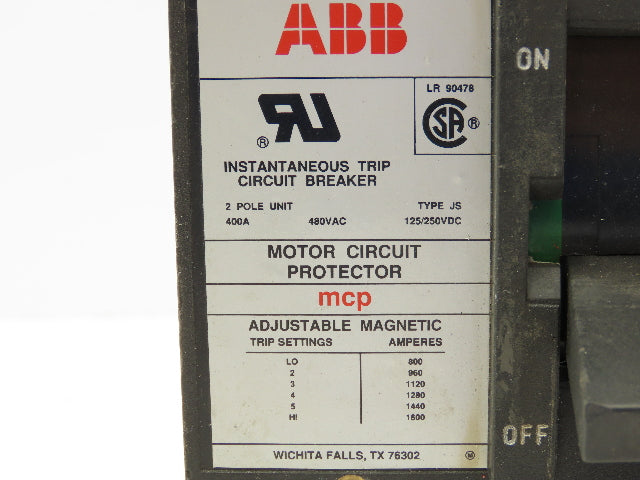 ABB
ON
LR 90478
® RU
CSA ®
INSTANTANEOUS TRIP
CIRCUIT BREAKER
2 POLE UNIT TYPE JS
400A 480VAC 125/250VDC
MOTOR CIRCUIT
PROTECTOR
mcp
ADJUSTABLE MAGNETIC
TRIP SETTINGS AMPERES
LO 800
2 960
3 1120
4 1280
5 1440
HI 1600
OFF
WICHITA FALLS, TX 76302